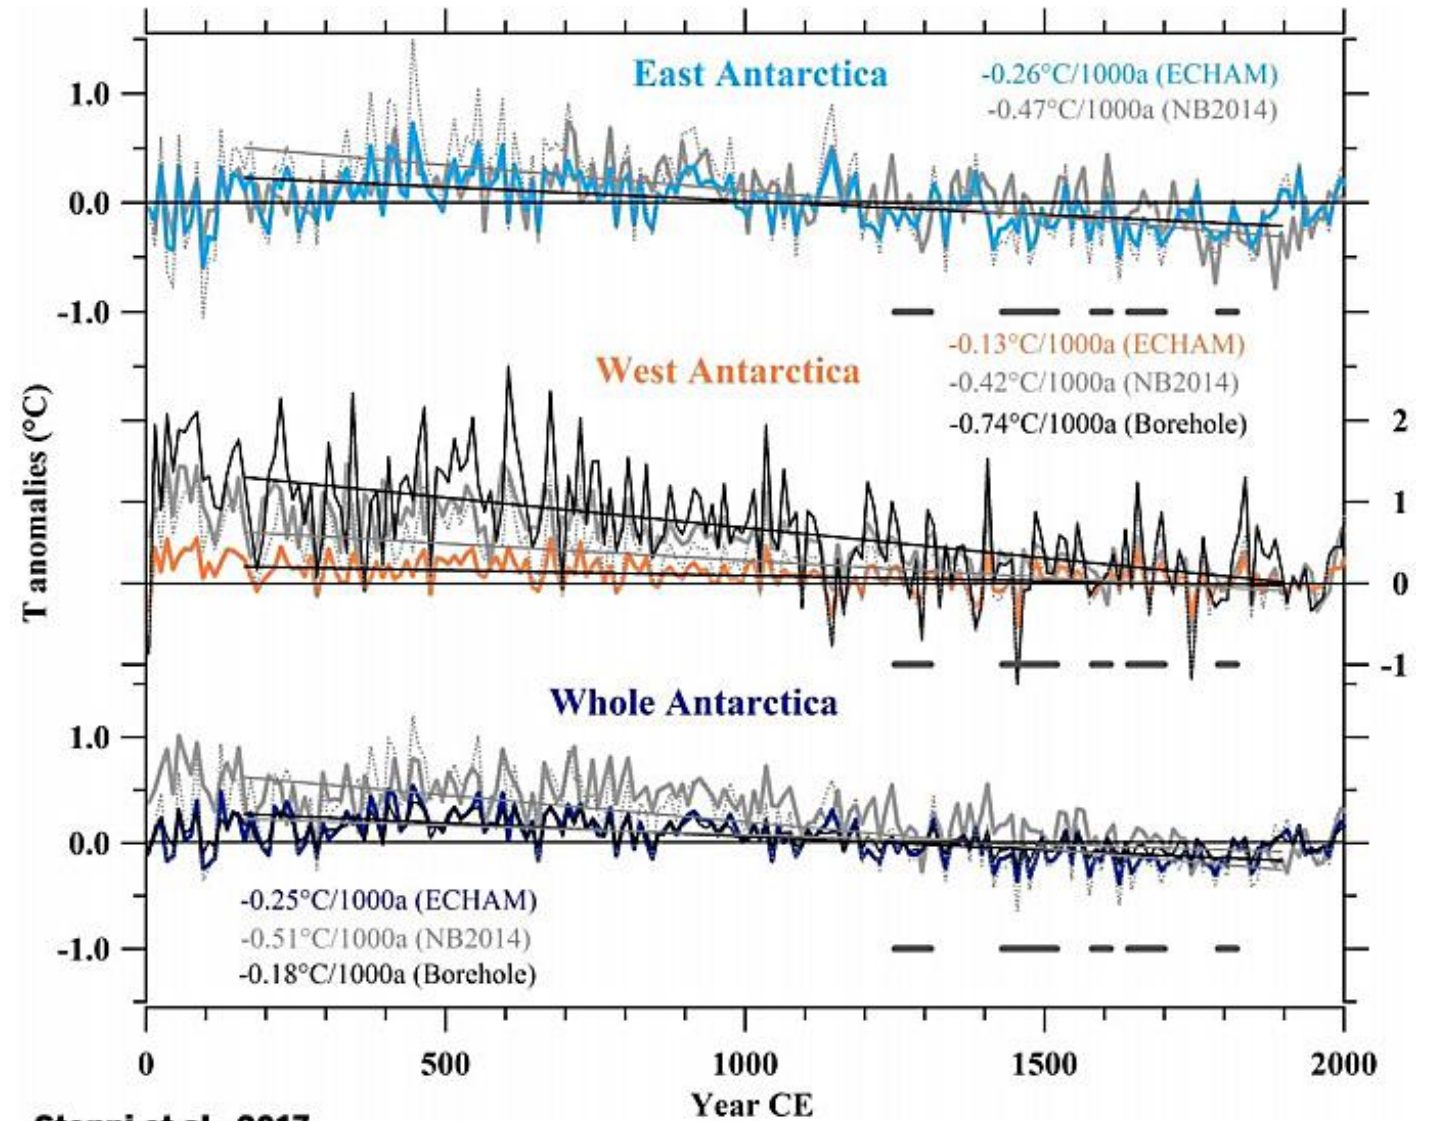 East Antarctica
-0.26°C/1000a (ECHAM)
-0.47°C/1000a (NB2014)
1.0
0.0
-1.0
West Antarctica
-0.13°C/1000a (ECHAM)
-0.42°C/1000a (NB2014)
-0.74°C/1000a (Borehole)
2
1
0
-1
T anomalies (°C)
Whole Antarctica
1.0
0.0
-1.0
-0.25°C/1000a (ECHAM)
-0.51°C/1000a (NB2014)
-0.18°C/1000a (Borehole)
0 500 1000 1500 2000
Year CE